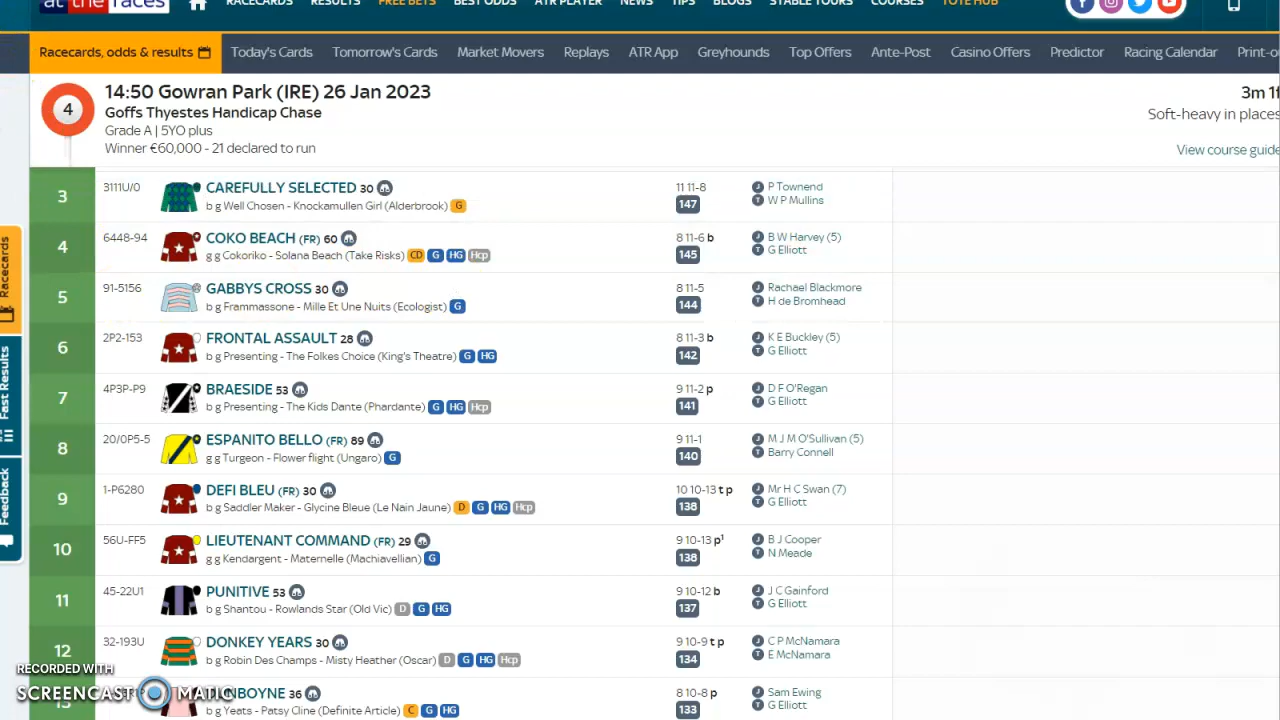 at the races
RACECARDS RESULTS FREE BETS BEST ODDS ATR PLAYER NEWS TIPS BLOGS STABLE TOURS COURSES TOTE HUB
Racecards, odds & results Today's Cards Tomorrow's Cards Market Movers Replays ATR App Greyhounds Top Offers Ante-Post Casino Offers Predictor Racing Calendar Print-o
4
14:50 Gowran Park (IRE) 26 Jan 2023
3m 1f
Goffs Thyestes Handicap Chase
Soft-heavy in places
Grade A | 5YO plus
Winner €60,000 - 21 declared to run
View course guide
3 3111U/0 CAREFULLY SELECTED 30 11 11-8 J P Townend
b g Well Chosen - Knockamullen Girl (Alderbrook) G 147 T W P Mullins
4 6448-94 COKO BEACH (FR) 60 8 11-6 b J B W Harvey (5)
g g Cokoriko - Solana Beach (Take Risks) CD G HG Hcp 145 T G Elliott
5 91-5156 GABBYS CROSS 30 8 11-5 J Rachael Blackmore
b g Frammassone - Mille Et Une Nuits (Ecologist) G 144 T H de Bromhead
6 2P2-153 FRONTAL ASSAULT 28 8 11-3 b J K E Buckley (5)
b g Presenting - The Folkes Choice (King's Theatre) G HG 142 T G Elliott
7 4P3P-P9 BRAESIDE 53 9 11-2 p J D F O'Regan
b g Presenting - The Kids Dante (Phardante) G HG Hcp 141 T G Elliott
8 20/0P5-5 ESPANITO BELLO (FR) 89 9 11-1 J M J M O'Sullivan (5)
g g Turgeon - Flower flight (Ungaro) G 140 T Barry Connell
9 1-P6280 DEFI BLEU (FR) 30 10 10-13 t p J Mr H C Swan (7)
b g Saddler Maker - Glycine Bleue (Le Nain Jaune) D G HG Hcp 138 T G Elliott
10 56U-FF5 LIEUTENANT COMMAND (FR) 29 9 10-13 p¹ J B J Cooper
g g Kendargent - Maternelle (Machiavellian) G 138 T N Meade
11 45-22U1 PUNITIVE 53 9 10-12 b J J C Gainford
b g Shantou - Rowlands Star (Old Vic) D G HG 137 T G Elliott
12 32-193U DONKEY YEARS 30 9 10-9 t p J C P McNamara
b g Robin Des Champs - Misty Heather (Oscar) D G HG Hcp 134 T E McNamara
NBOYNE 36 8 10-8 p J Sam Ewing
b g Yeats - Patsy Cline (Definite Article) C G HG 133 T G Elliott
Racecards
Fast Results
Feedback
RECORDED WITH
SCREENCAST MATIC